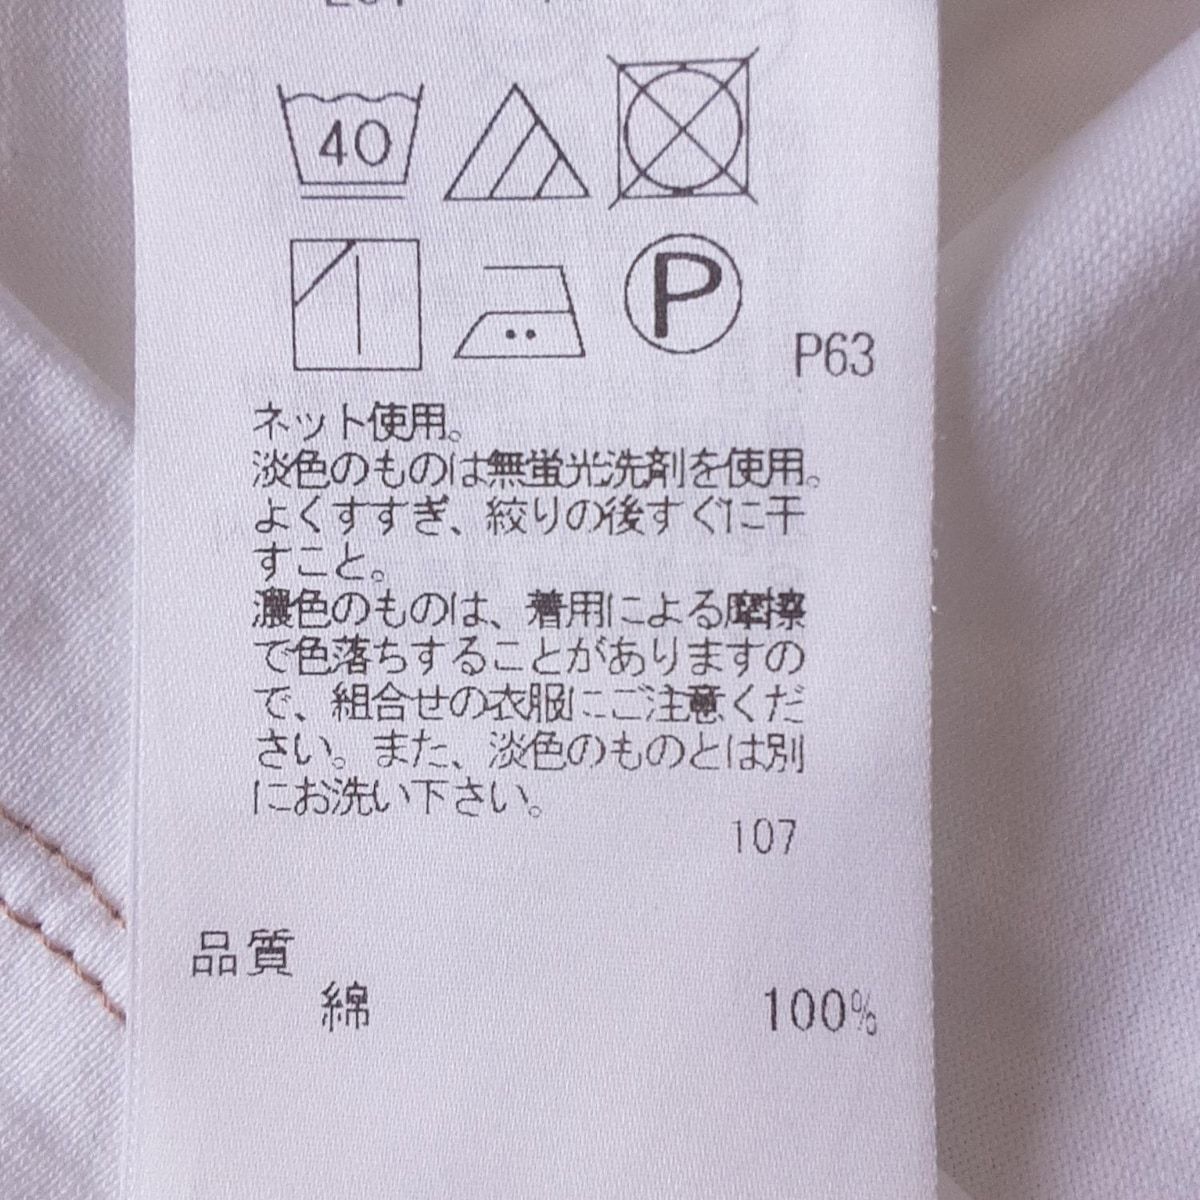 40
P
P63
ネット使用。
淡色のものは無蛍光洗剤を使用。
よくすすぎ、絞りの後すぐに干
すこと。
濃色のものは、着用による摩擦
で色落ちすることがありますの
で、組合せの衣服にご注意くだ
さい。また、淡色のものとは別
にお洗い下さい。
107
品質
綿 100%